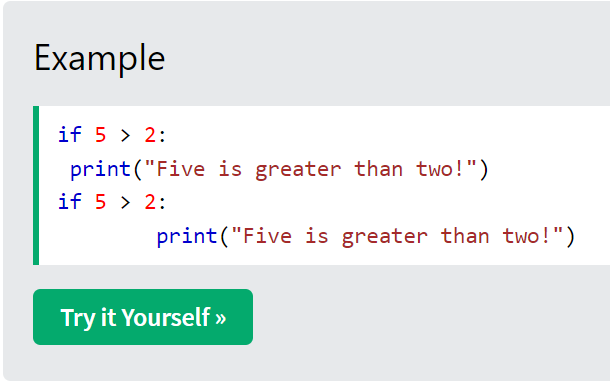 Example
if 5 > 2:
 print("Five is greater than two!")
if 5 > 2:
        print("Five is greater than two!")
Try it Yourself »